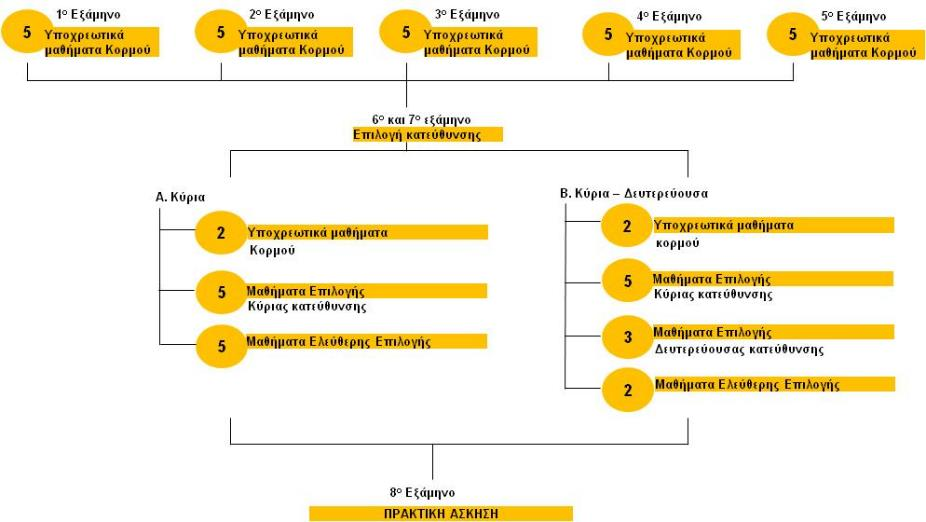 1ο Εξάμηνο
5
Υποχρεωτικά
μαθήματα Κορμού
2ο Εξάμηνο
5
Υποχρεωτικά
μαθήματα Κορμού
3ο Εξάμηνο
5
Υποχρεωτικά
μαθήματα Κορμού
4ο Εξάμηνο
5
Υποχρεωτικά
μαθήματα Κορμού
5ο Εξάμηνο
5
Υποχρεωτικά
μαθήματα Κορμού
6ο και 7ο εξάμηνο
Επιλογή κατεύθυνσης
Α. Κύρια
2
Υποχρεωτικά μαθήματα
Κορμού
5
Μαθήματα Επιλογής
Κύριας κατεύθυνσης
5
Μαθήματα Ελεύθερης Επιλογής
Β. Κύρια – Δευτερεύουσα
2
Υποχρεωτικά μαθήματα
κορμού
5
Μαθήματα Επιλογής
Κύριας κατεύθυνσης
3
Μαθήματα Επιλογής
Δευτερεύουσας κατεύθυνσης
2
Μαθήματα Ελεύθερης Επιλογής
8ο Εξάμηνο
ΠΡΑΚΤΙΚΗ ΑΣΚΗΣΗ